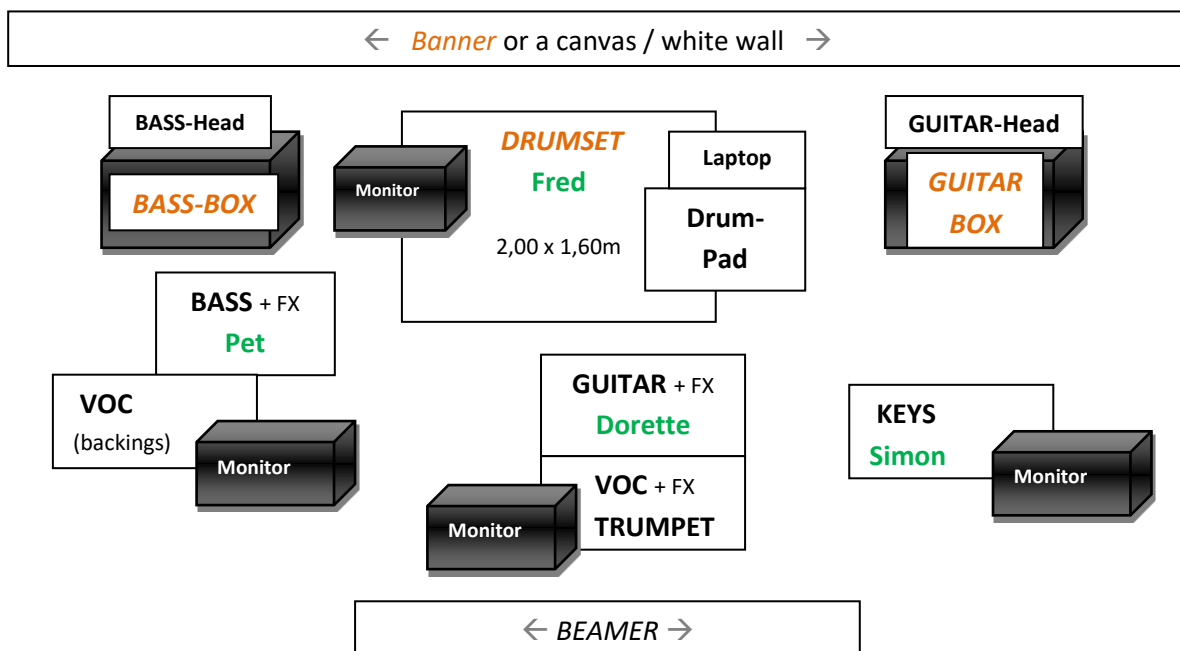 ← Banner or a canvas / white wall →
BASS-Head
BASS-BOX
Monitor
DRUMSET
Fred
2,00 x 1,60m
Laptop
Drum-
Pad
GUITAR-Head
GUITAR
BOX
BASS + FX
Pet
VOC
(backings)
Monitor
GUITAR + FX
Dorette
VOC + FX
TRUMPET
Monitor
KEYS
Simon
Monitor
← BEAMER →